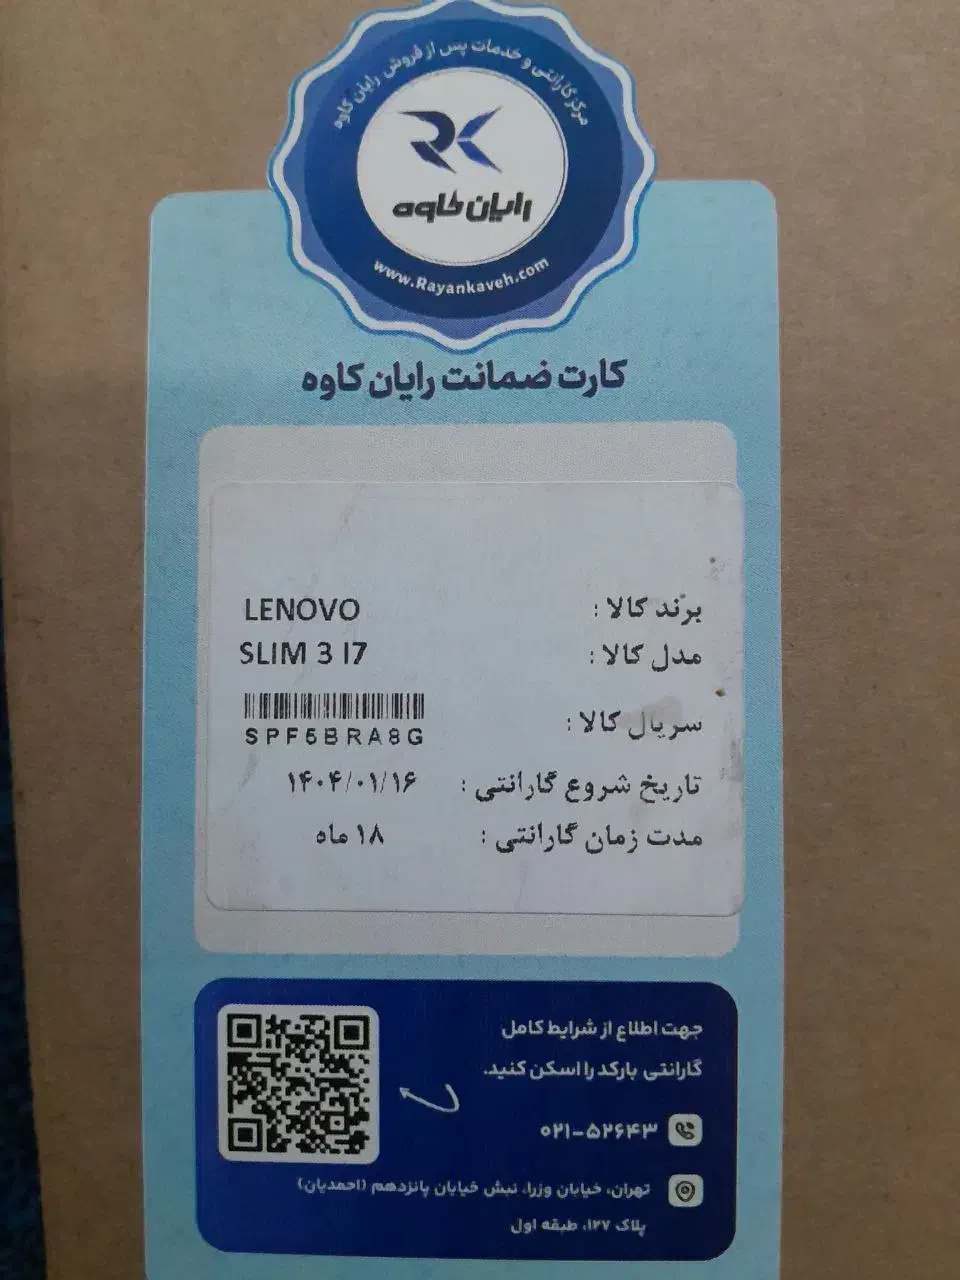 مرکز گارانتی و خدمات پس از فروش رایان کاوه
RK
رایان کاوه
www.Rayankaveh.com
کارت ضمانت رایان کاوه
برند کالا : LENOVO
مدل کالا : SLIM 3 I7
سریال کالا : SPF5BRA8G
تاریخ شروع گارانتی : ۱۴۰۴/۰۱/۱۶
مدت زمان گارانتی : ۱۸ ماه
جهت اطلاع از شرایط کامل
گارانتی بارکد را اسکن کنید.
۰۲۱-۵۲۶۴۳
تهران، خیابان وزرا، نبش خیابان پانزدهم (احمدیان)
پلاک ۱۲۷، طبقه اول